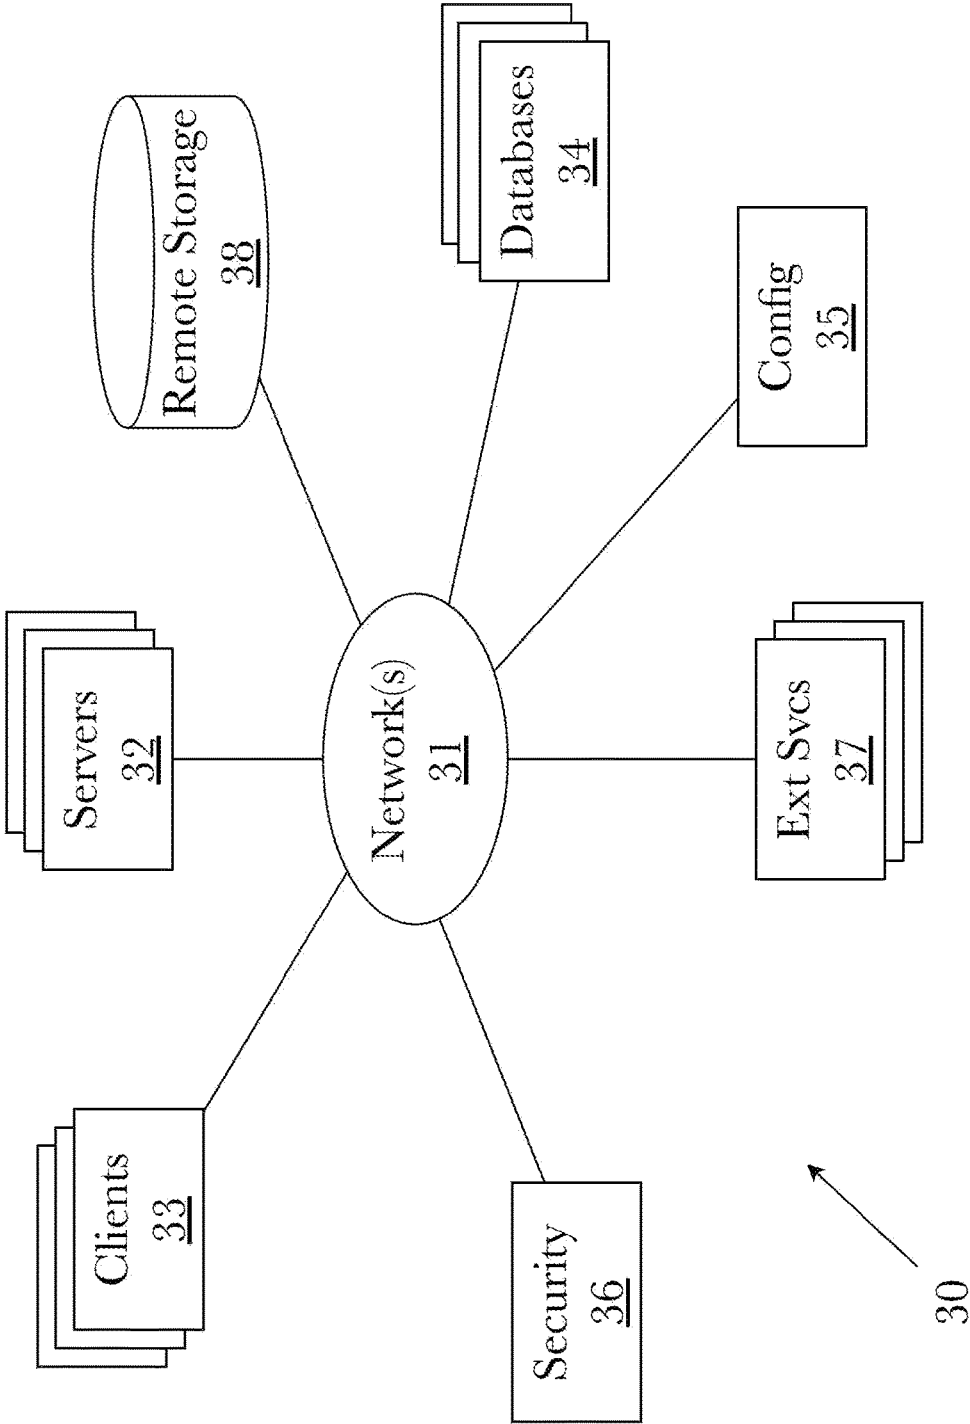 Clients
33
Servers
32
Remote Storage
38
Network(s)
31
Databases
34
Security
36
Ext Svcs
37
Config
35
30